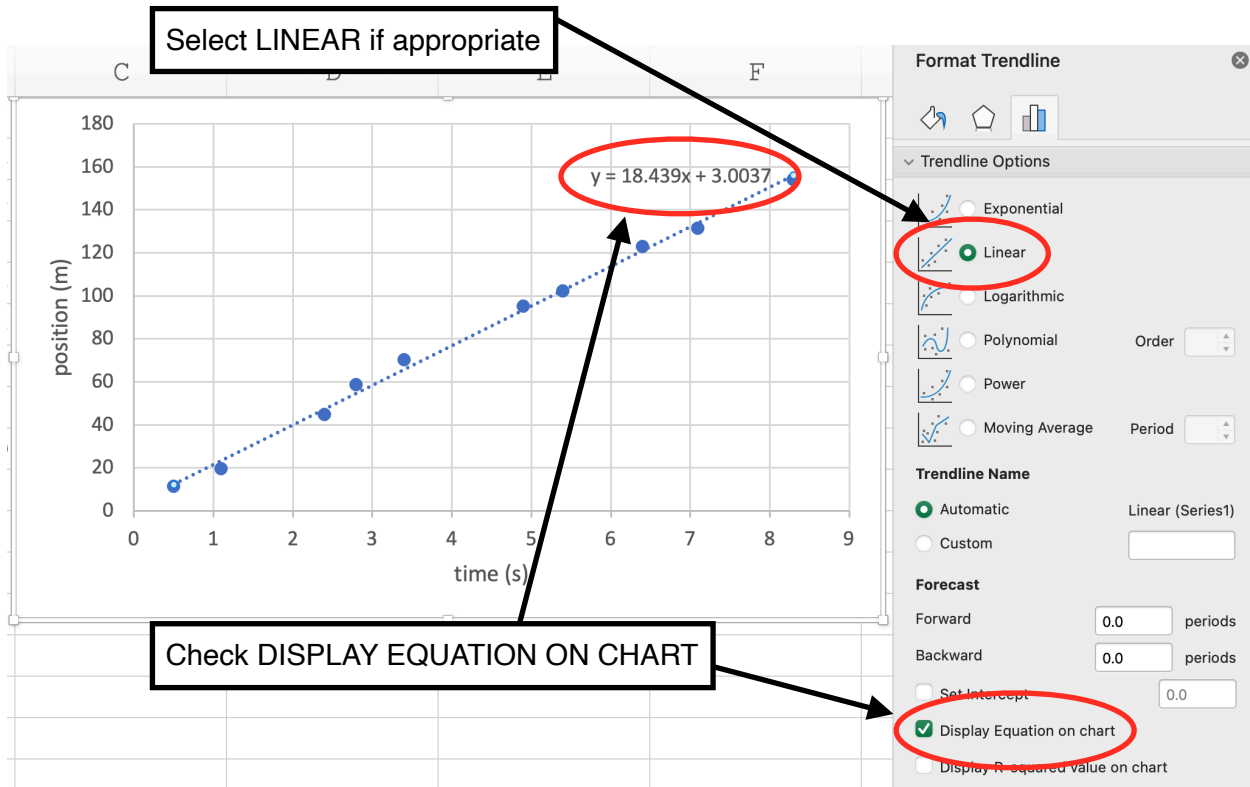 Select LINEAR if appropriate
C
D
E
F
180
160
140
120
100
80
60
40
20
0
y = 18.439x + 3.0037
position (m)
0 1 2 3 4 5 6 7 8 9
time (s)
Check DISPLAY EQUATION ON CHART
Format Trendline
Trendline Options
Exponential
Linear
Logarithmic
Polynomial Order
Power
Moving Average Period
Trendline Name
Automatic Linear (Series1)
Custom
Forecast
Forward 0.0 periods
Backward 0.0 periods
Set Intercept 0.0
Display Equation on chart
Display R-squared value on chart